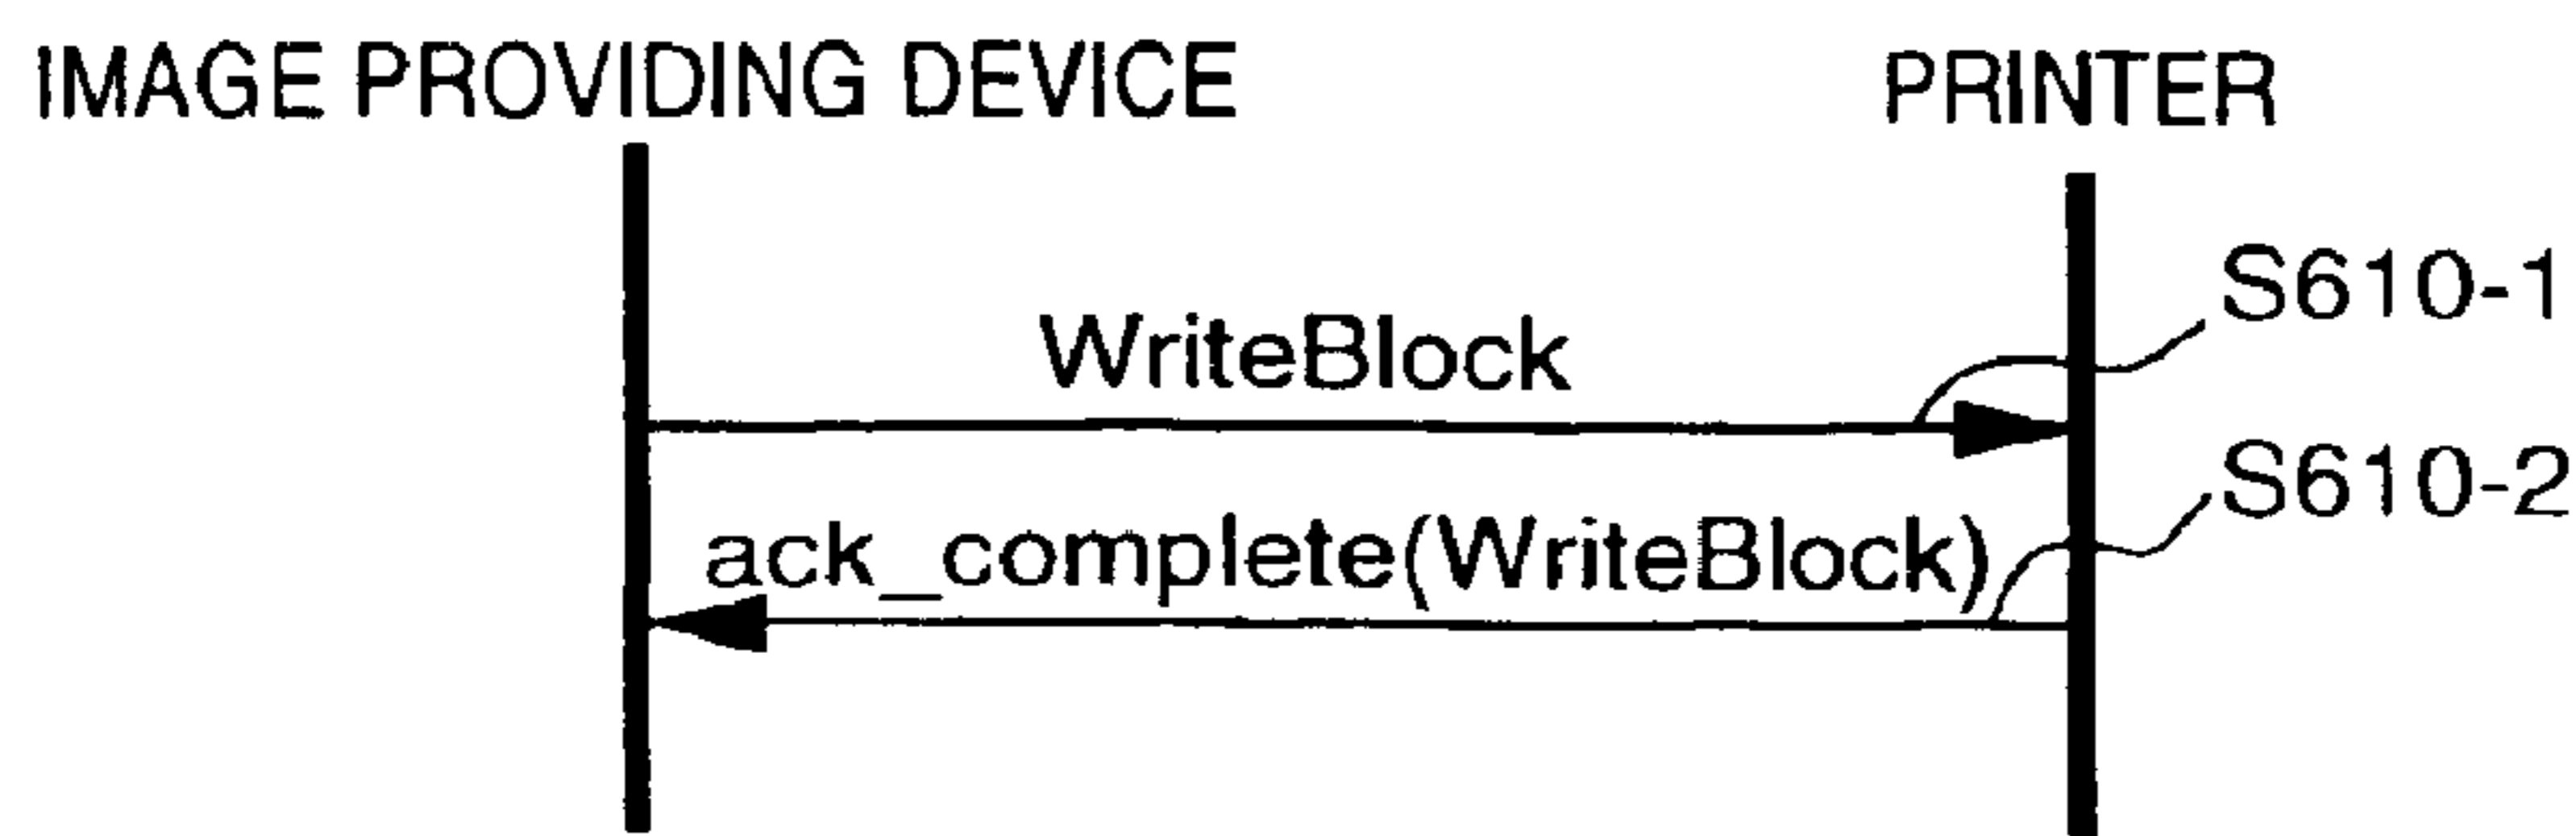 IMAGE PROVIDING DEVICE PRINTER
S610-1
WriteBlock
S610-2
ack_complete(WriteBlock)